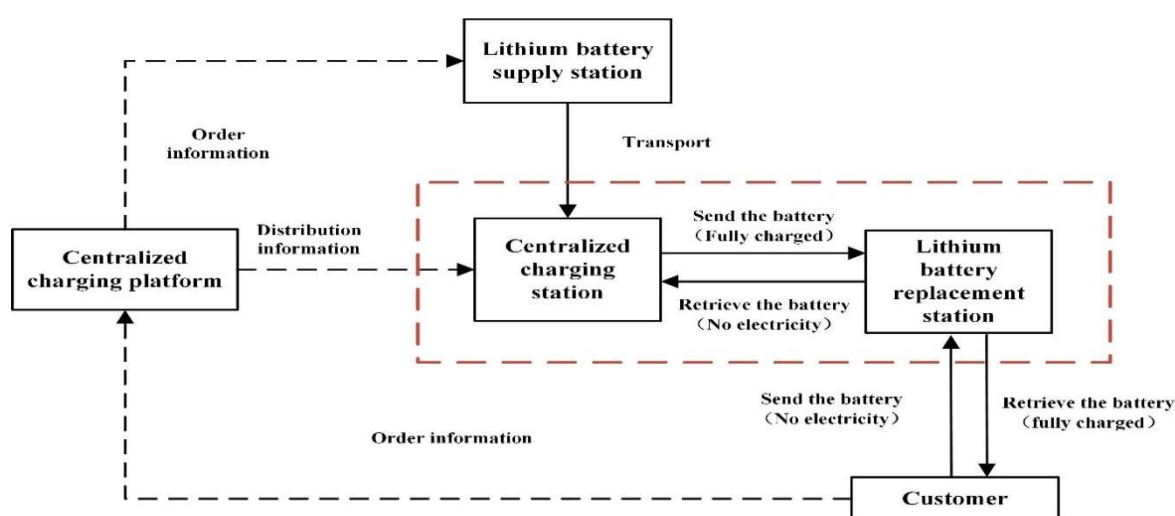 Lithium battery
supply station
Order
information
Transport
Distribution
information
Send the battery
（Fully charged）
Centralized
charging platform
Centralized
charging
station
Lithium
battery
replacement
station
Retrieve the battery
（No electricity）
Send the battery
（No electricity）
Retrieve the battery
（fully charged）
Order information
Customer